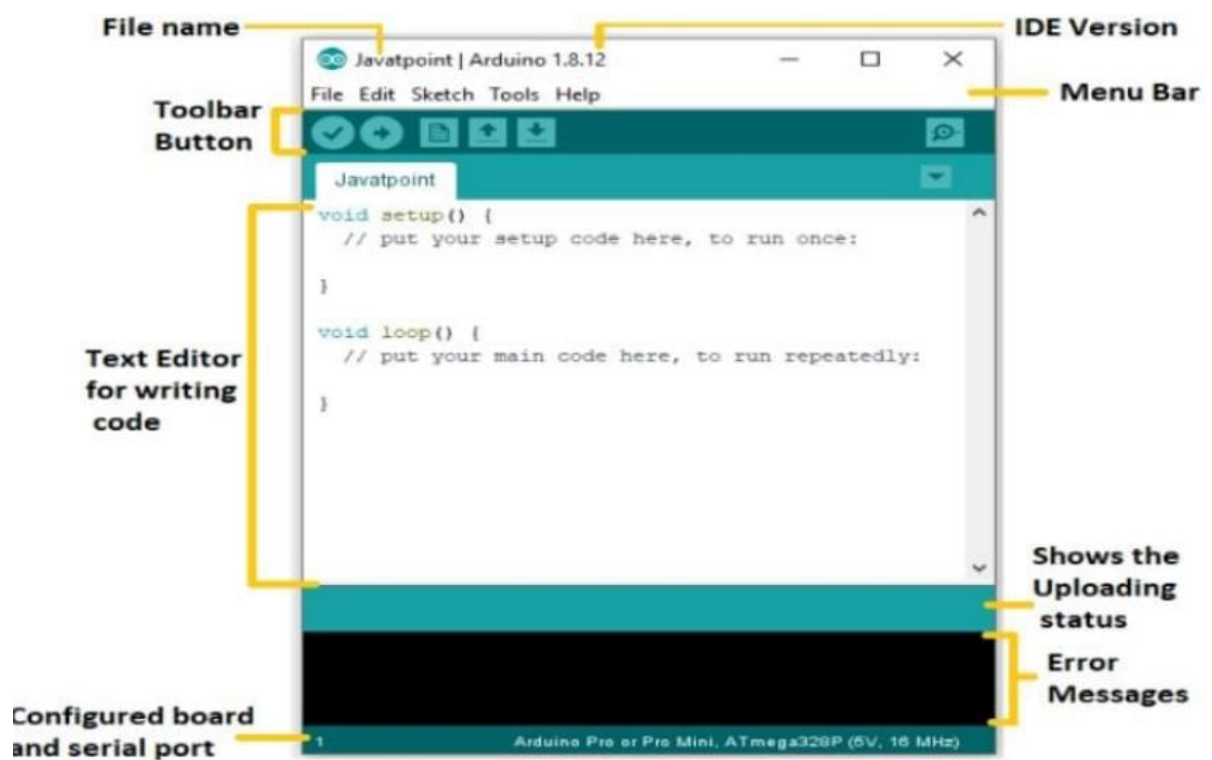 File name
IDE Version
Javatpoint | Arduino 1.8.12
File Edit Sketch Tools Help
Menu Bar
Toolbar
Button
Javatpoint
void setup() {
// put your setup code here, to run once:
}
void loop() {
// put your main code here, to run repeatedly:
}
Text Editor
for writing
code
Shows the
Uploading
status
Error
Messages
Configured board
and serial port
1
Arduino Pro or Pro Mini, ATmega328P (5V, 16 MHz)